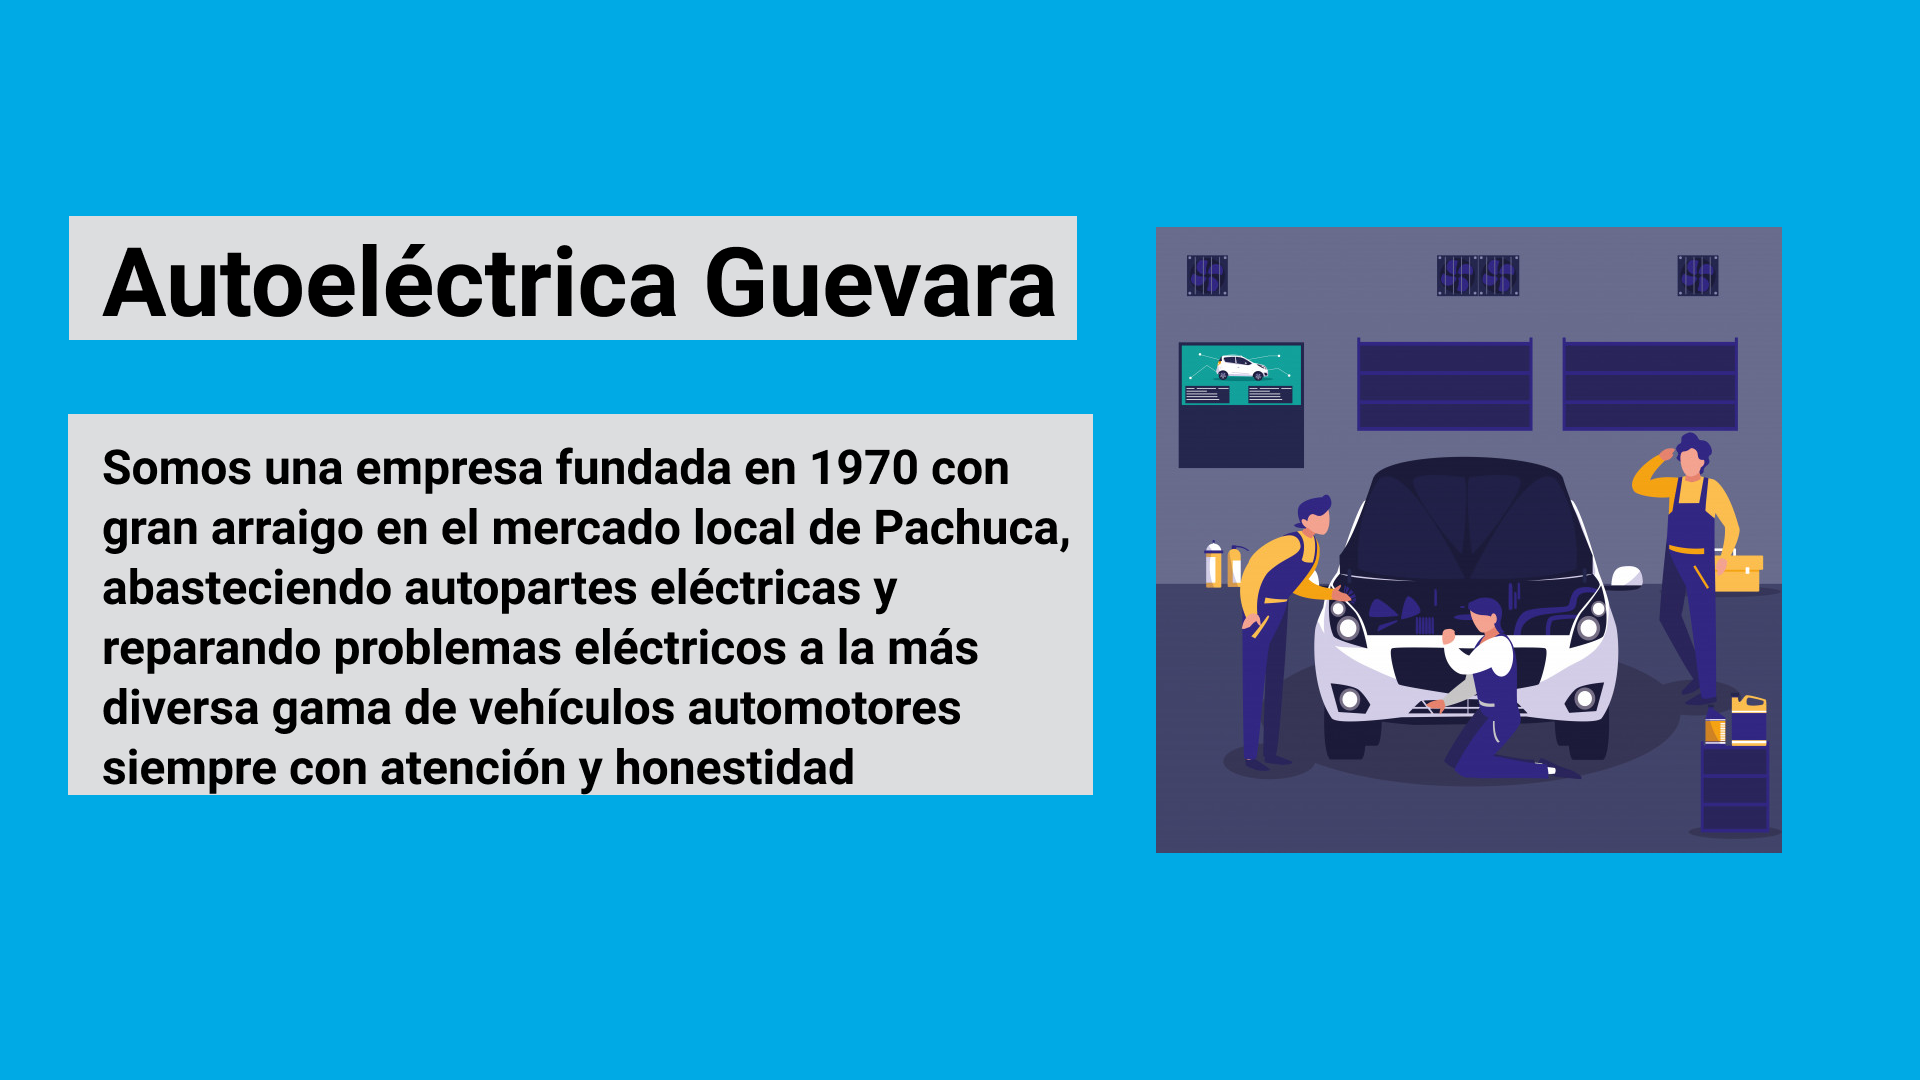 Autoeléctrica Guevara
Somos una empresa fundada en 1970 con
gran arraigo en el mercado local de Pachuca,
abasteciendo autopartes eléctricas y
reparando problemas eléctricos a la más
diversa gama de vehículos automotores
siempre con atención y honestidad